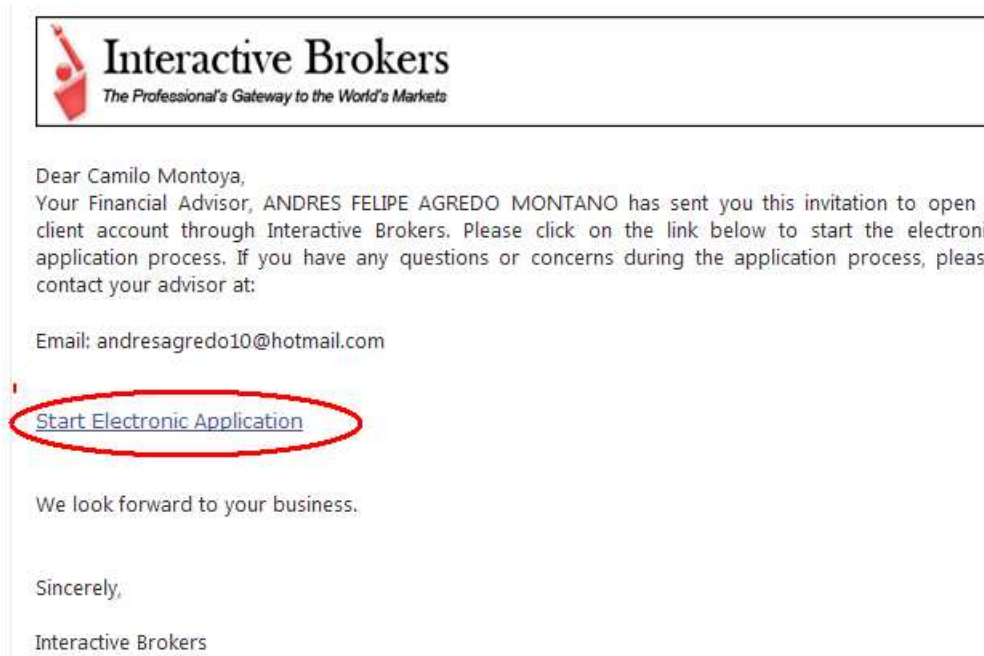 Interactive Brokers
The Professional's Gateway to the World's Markets
Dear Camilo Montoya,
Your Financial Advisor, ANDRES FELIPE AGREDO MONTANO has sent you this invitation to open
client account through Interactive Brokers. Please click on the link below to start the electroni
application process. If you have any questions or concerns during the application process, pleas
contact your advisor at:
Email: andresagredo10@hotmail.com
Start Electronic Application
We look forward to your business.
Sincerely,
Interactive Brokers